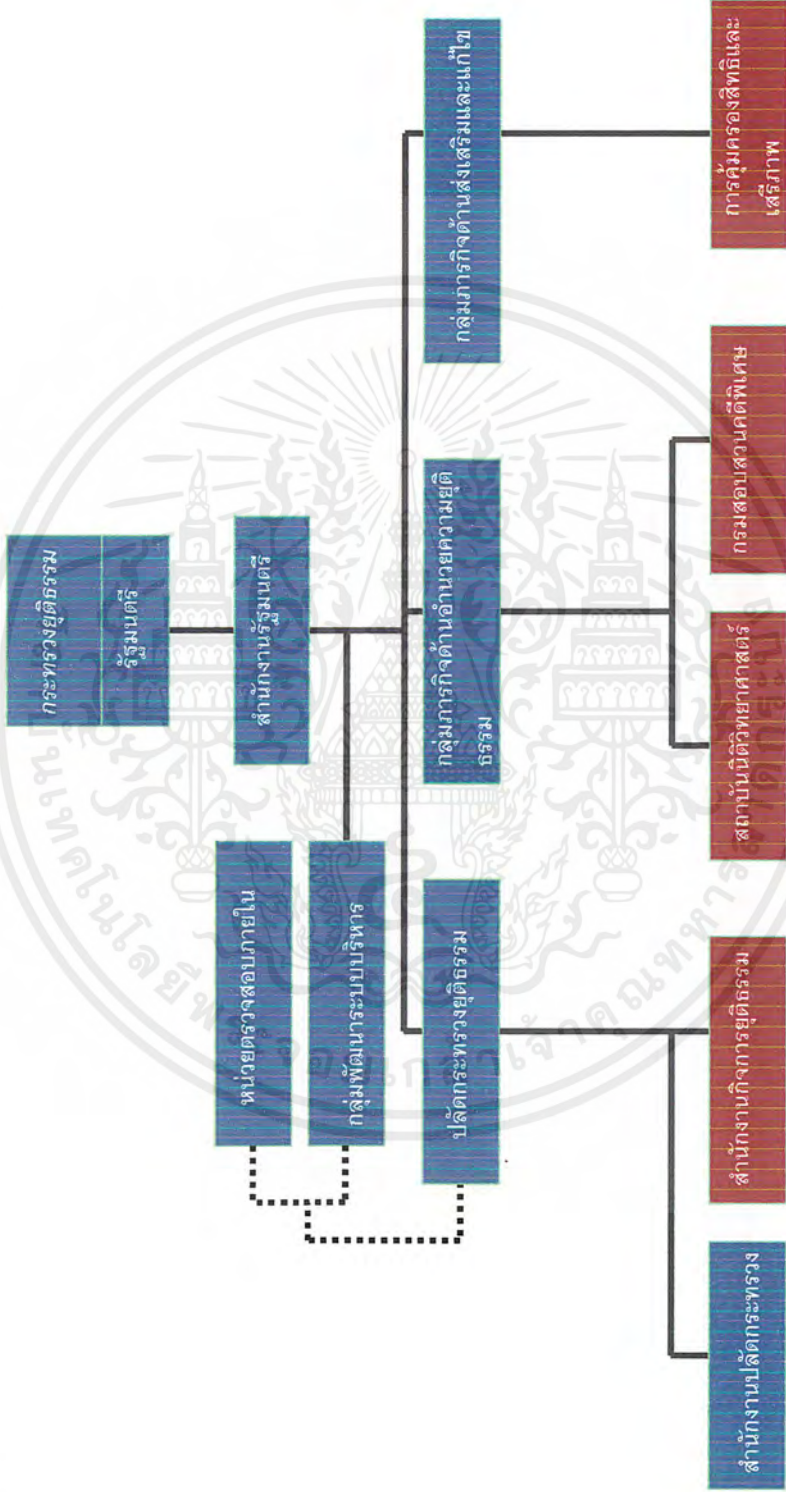 กระทรวงยุติธรรม
รัฐมนตรี
สำนักงานรัฐมนตรี
หน่วยตรวจสอบภายใน
กลุ่มพัฒนาระบบบริหาร
ปลัดกระทรวงยุติธรรม
กลุ่มภารกิจด้านอำนวยความยุติ
ธรรม
กลุ่มภารกิจด้านส่งเสริมและแก้ไข
สำนักงานปลัดกระทรวง
สำนักงานกิจการยุติธรรม
สถาบันนิติวิทยาศาสตร์
กรมสอบสวนคดีพิเศษ
การคุ้มครองสิทธิและ
เสรีภาพ